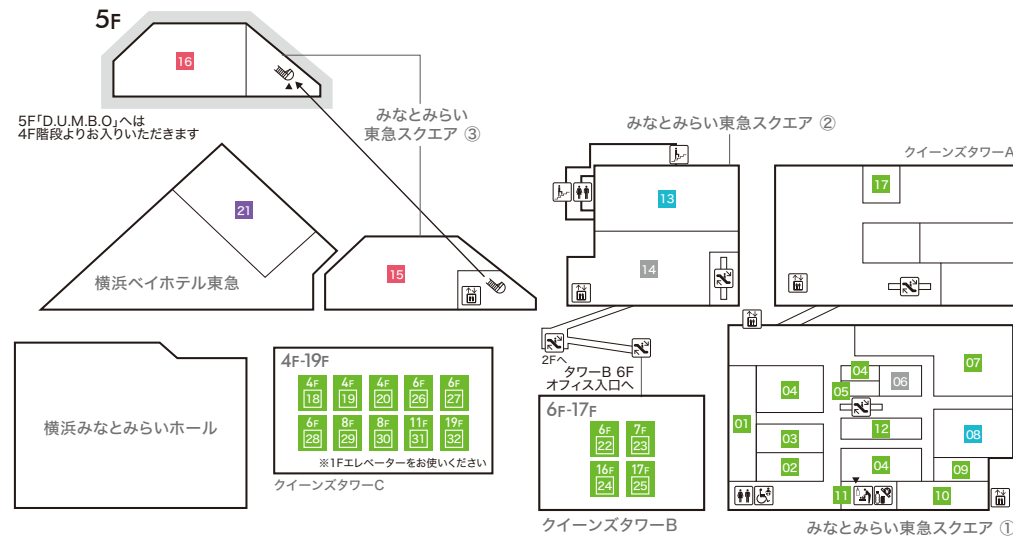 5F
16
5F「D.U.M.B.O」へは
4F階段よりお入りいただきます
みなとみらい
東急スクエア ③
みなとみらい東急スクエア ②
クイーンズタワーA
17
13
14
21
横浜ベイホテル東急
15
2Fへ
タワーB 6F
オフィス入口へ
横浜みなとみらいホール
4F-19F
4F 18
4F 19
4F 20
6F 26
6F 27
6F 28
8F 29
8F 30
11F 31
19F 32
※1Fエレベーターをお使いください
クイーンズタワーC
6F-17F
6F 22
7F 23
16F 24
17F 25
クイーンズタワーB
07
04
06
04
05
01
12
08
03
02
04
09
11
10
みなとみらい東急スクエア ①